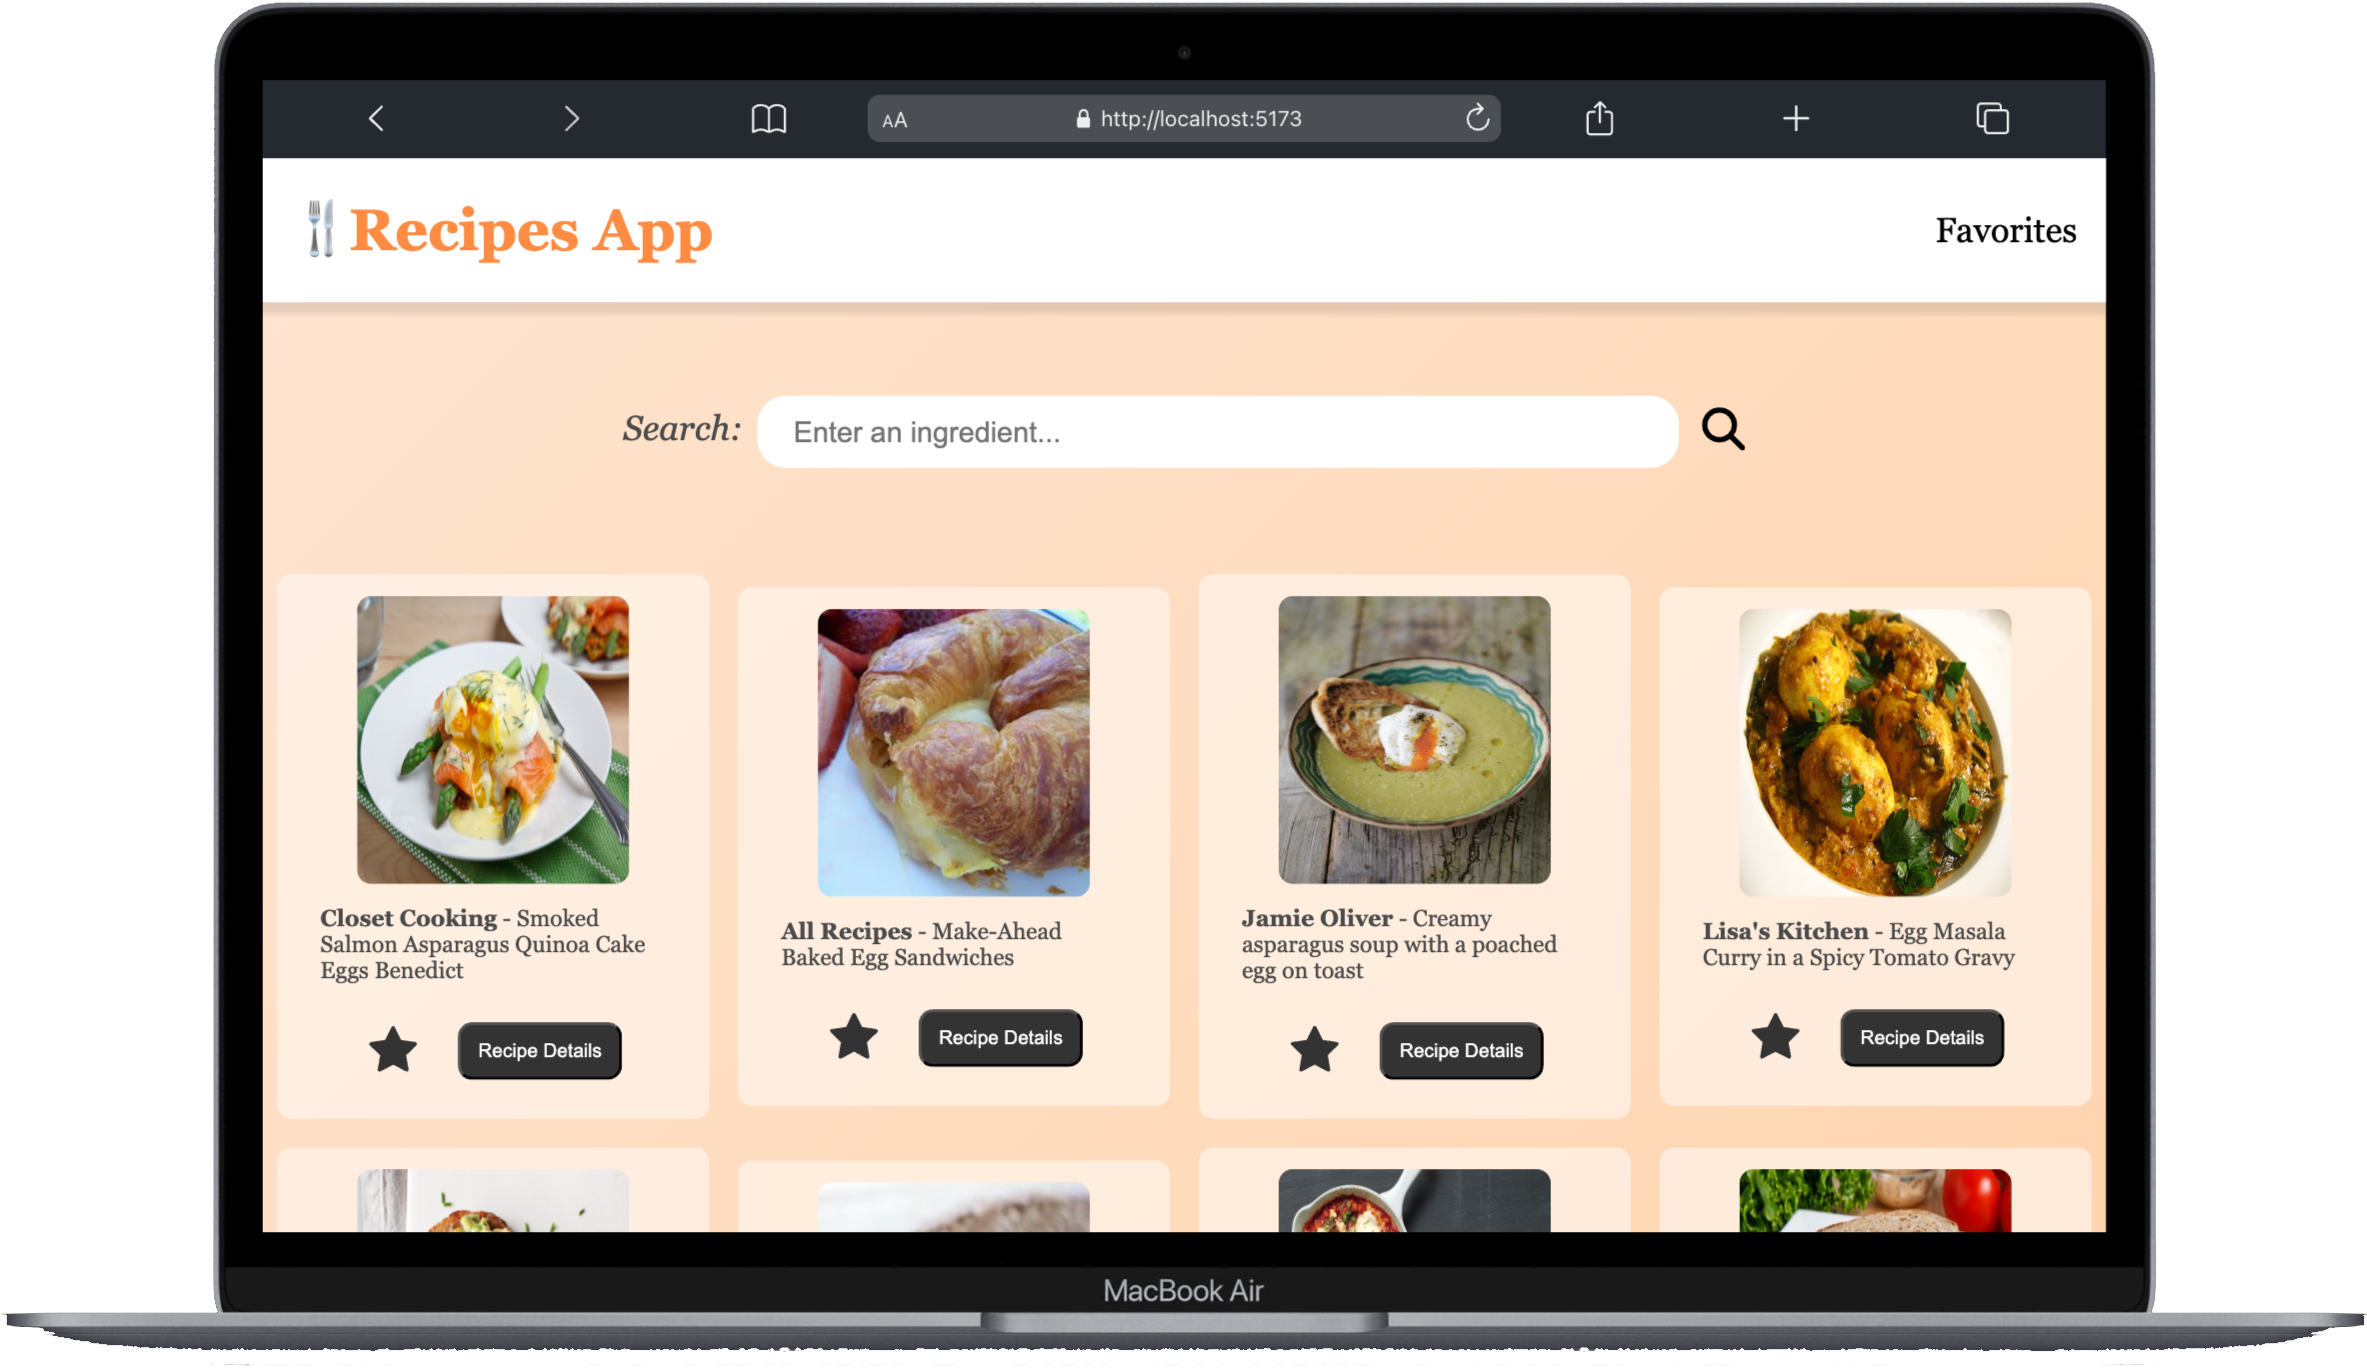 AA http://localhost:5173
Recipes App
Favorites
Search:
Enter an ingredient...
Closet Cooking - Smoked
Salmon Asparagus Quinoa Cake
Eggs Benedict
Recipe Details
All Recipes - Make-Ahead
Baked Egg Sandwiches
Recipe Details
Jamie Oliver - Creamy
asparagus soup with a poached
egg on toast
Recipe Details
Lisa's Kitchen - Egg Masala
Curry in a Spicy Tomato Gravy
Recipe Details
MacBook Air